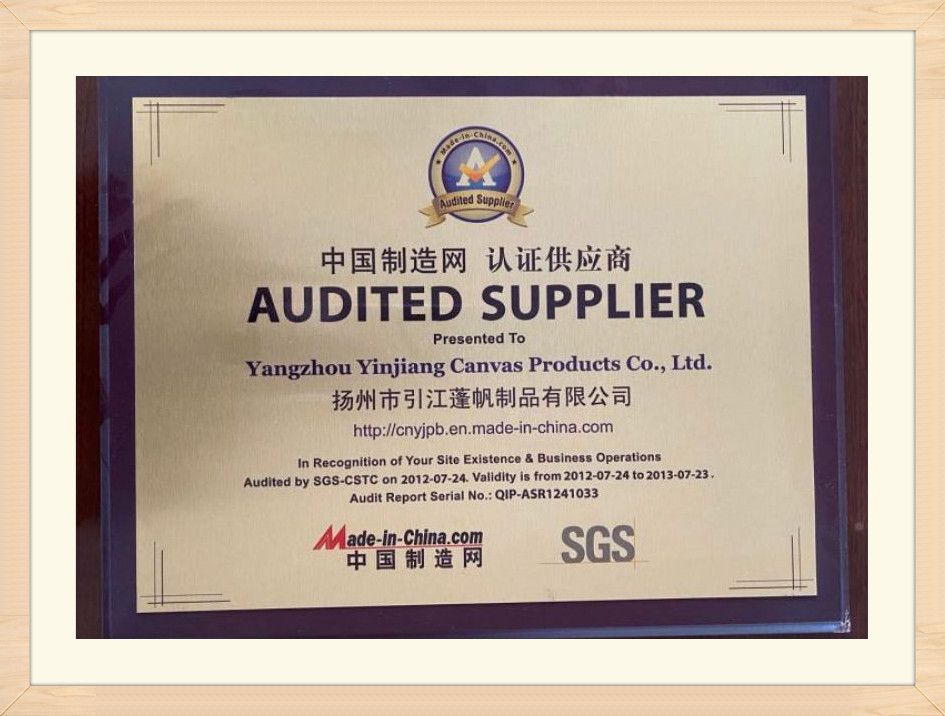 Made-in-China.com
A
Audited Supplier
中国制造网 认证供应商
AUDITED SUPPLIER
Presented To
Yangzhou Yinjiang Canvas Products Co., Ltd.
扬州市引江蓬帆制品有限公司
http://cnyjpb.en.made-in-china.com
In Recognition of Your Site Existence & Business Operations
Audited by SGS-CSTC on 2012-07-24. Validity is from 2012-07-24 to 2013-07-23 .
Audit Report Serial No.: QIP-ASR1241033
Made-in-China.com
中国制造网
SGS